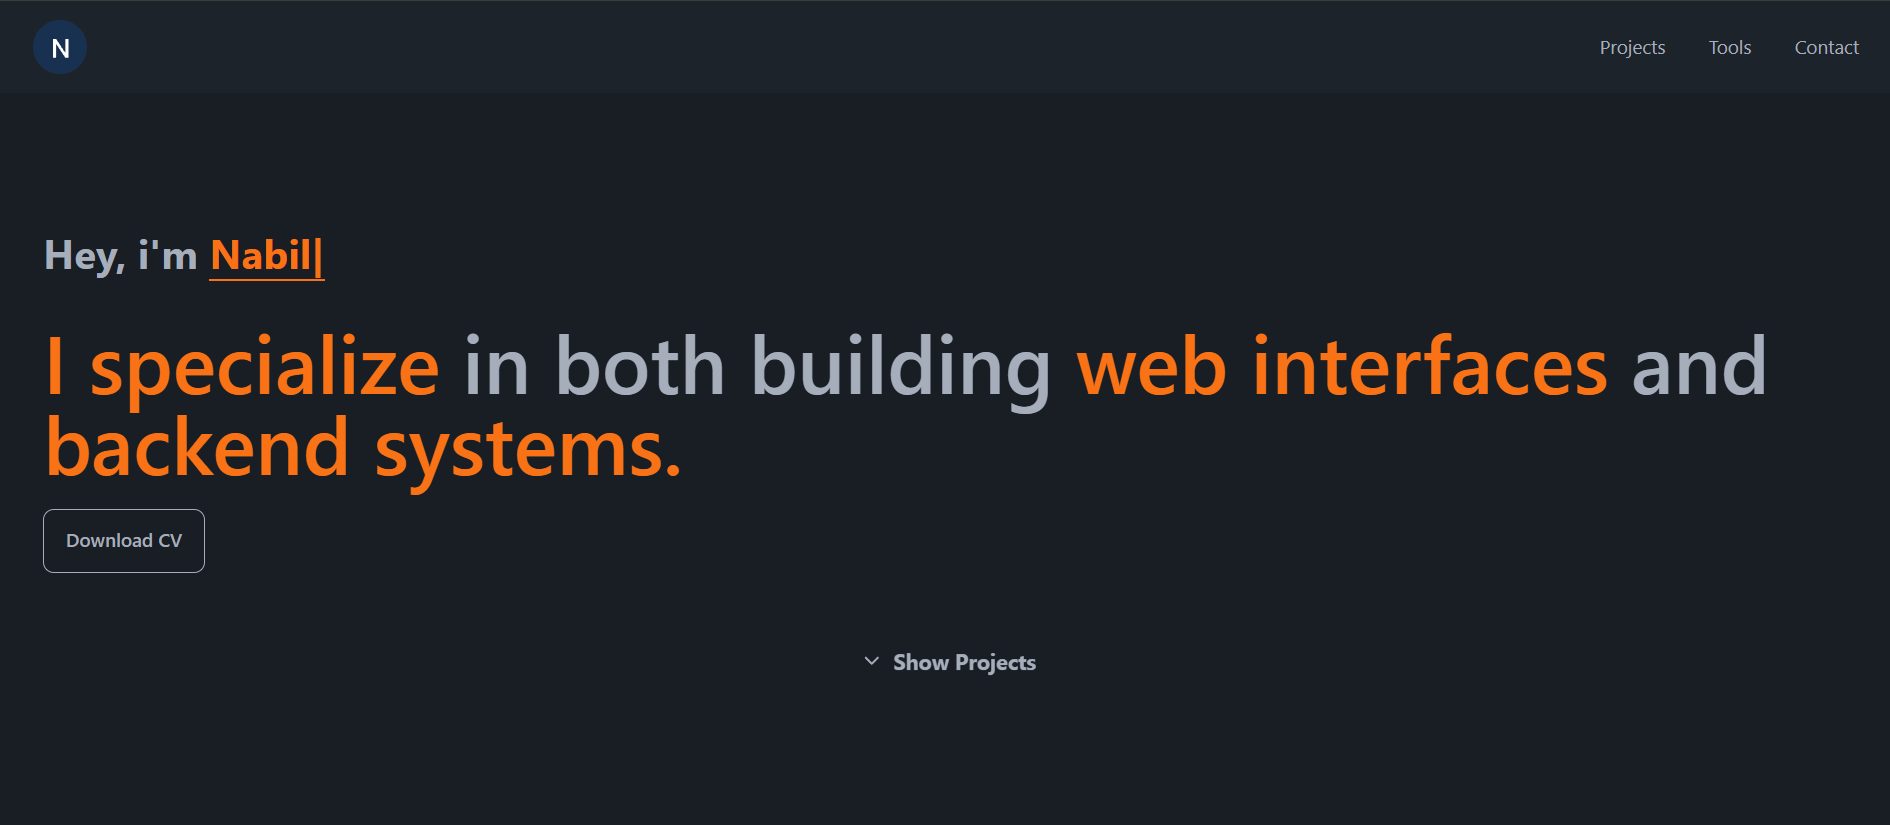 N
Projects
Tools
Contact
Hey, i'm Nabil|
I specialize in both building web interfaces and
backend systems.
Download CV
Show Projects